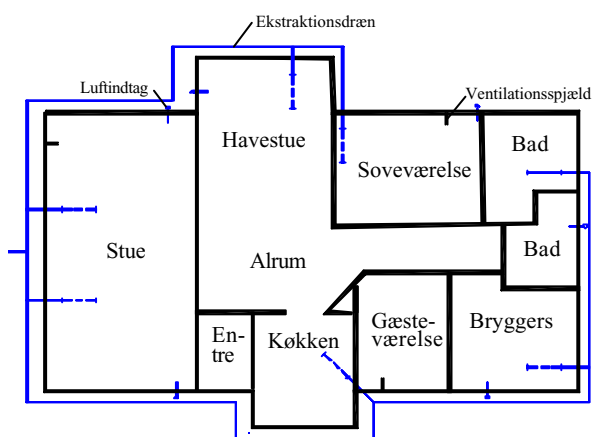 Ekstraktionsdræn
Luftindtag
Ventilationsspjæld
Havestue
Bad
Soveværelse
Stue
Alrum
Bad
En-
tre
Køkken
Gæste-
værelse
Bryggers